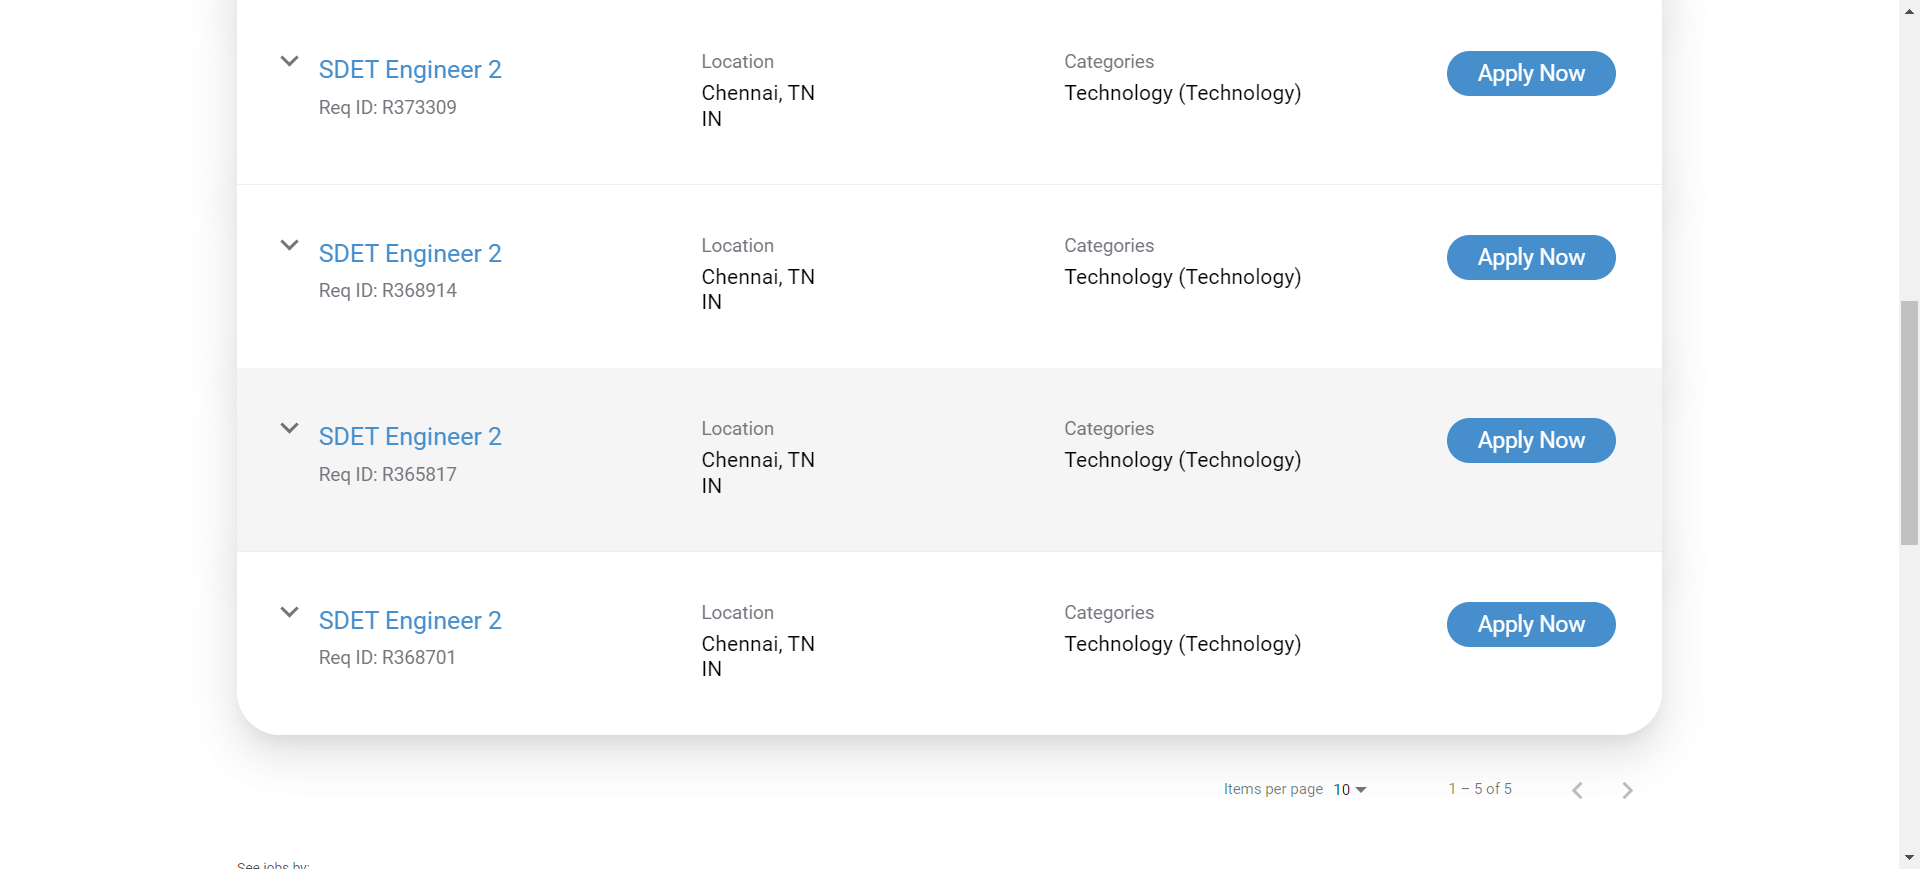 SDET Engineer 2
Req ID: R373309
Location
Chennai, TN
IN
Categories
Technology (Technology)
Apply Now
SDET Engineer 2
Req ID: R368914
Location
Chennai, TN
IN
Categories
Technology (Technology)
Apply Now
SDET Engineer 2
Req ID: R365817
Location
Chennai, TN
IN
Categories
Technology (Technology)
Apply Now
SDET Engineer 2
Req ID: R368701
Location
Chennai, TN
IN
Categories
Technology (Technology)
Apply Now
Items per page 10 1 – 5 of 5
See jobs by: